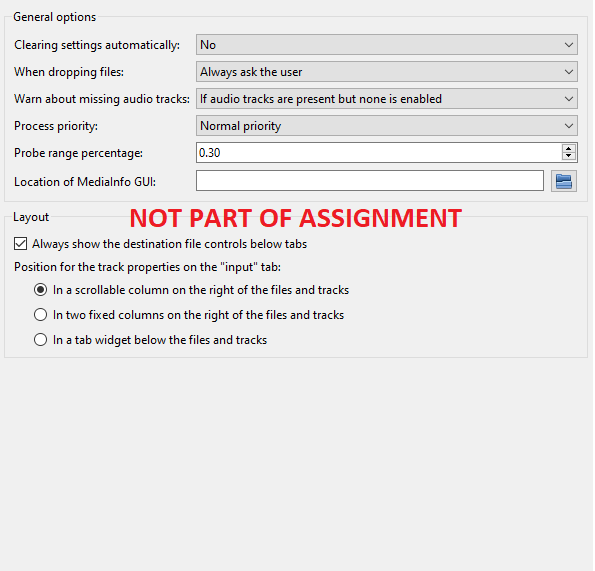 General options
Clearing settings automatically: No
When dropping files: Always ask the user
Warn about missing audio tracks: If audio tracks are present but none is enabled
Process priority: Normal priority
Probe range percentage: 0.30
Location of MediaInfo GUI:
Layout
NOT PART OF ASSIGNMENT
Always show the destination file controls below tabs
Position for the track properties on the "input" tab:
In a scrollable column on the right of the files and tracks
In two fixed columns on the right of the files and tracks
In a tab widget below the files and tracks